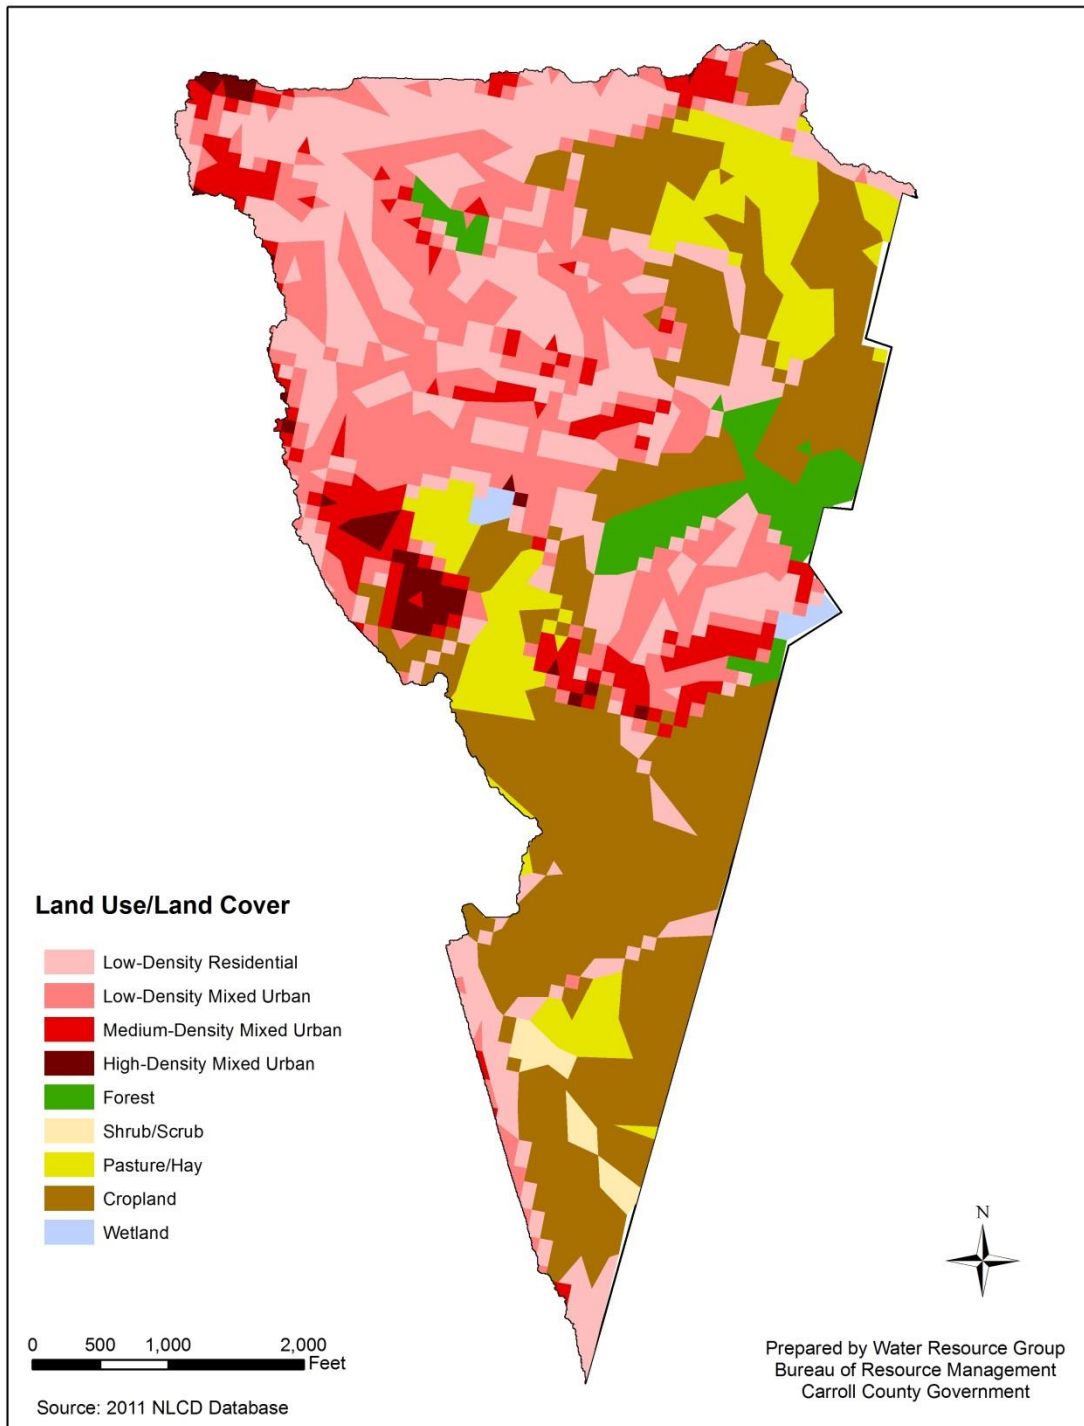 Land Use/Land Cover
Low-Density Residential
Low-Density Mixed Urban
Medium-Density Mixed Urban
High-Density Mixed Urban
Forest
Shrub/Scrub
Pasture/Hay
Cropland
Wetland
N
0 500 1,000 2,000
Feet
Source: 2011 NLCD Database
Prepared by Water Resource Group
Bureau of Resource Management
Carroll County Government